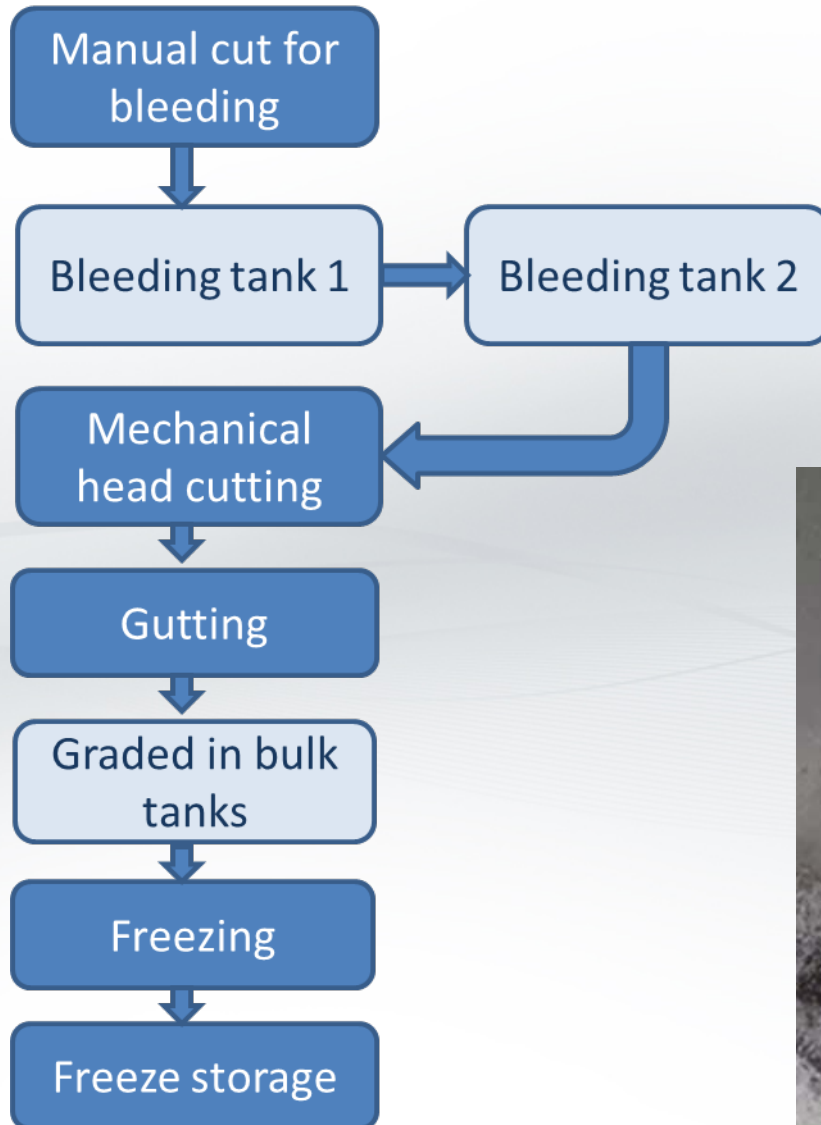 Manual cut for
bleeding
Bleeding tank 1
Bleeding tank 2
Mechanical
head cutting
Gutting
Graded in bulk
tanks
Freezing
Freeze storage